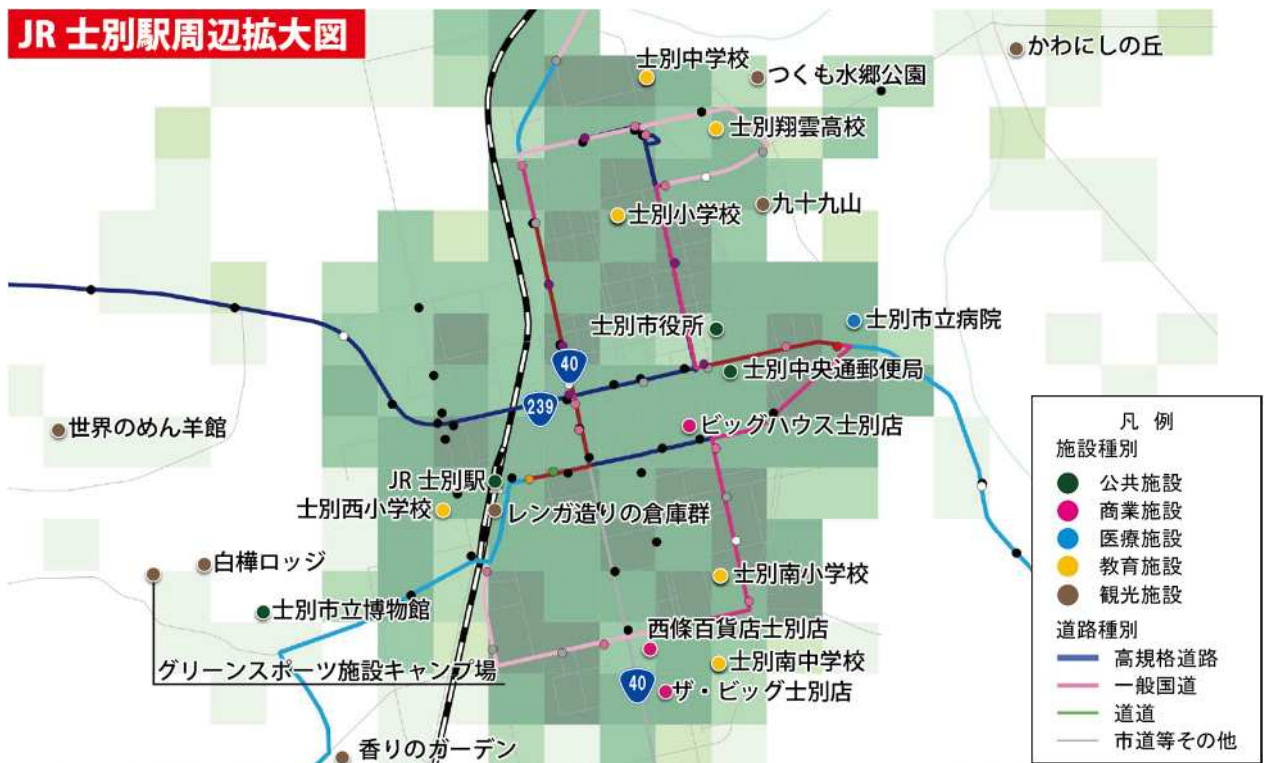 JR 士別駅周辺拡大図
かわにしの丘
士別中学校
つくも水郷公園
士別翔雲高校
九十九山
士別小学校
士別市役所
士別市立病院
40
士別中央通郵便局
239
世界のめん羊館
ビッグハウス士別店
JR 士別駅
士別西小学校
レンガ造りの倉庫群
白樺ロッジ
士別南小学校
士別市立博物館
西條百貨店士別店
グリーンスポーツ施設キャンプ場
士別南中学校
40
ザ・ビッグ士別店
香りのガーデン
凡 例
施設種別
公共施設
商業施設
医療施設
教育施設
観光施設
道路種別
高規格道路
一般国道
道道
市道等その他